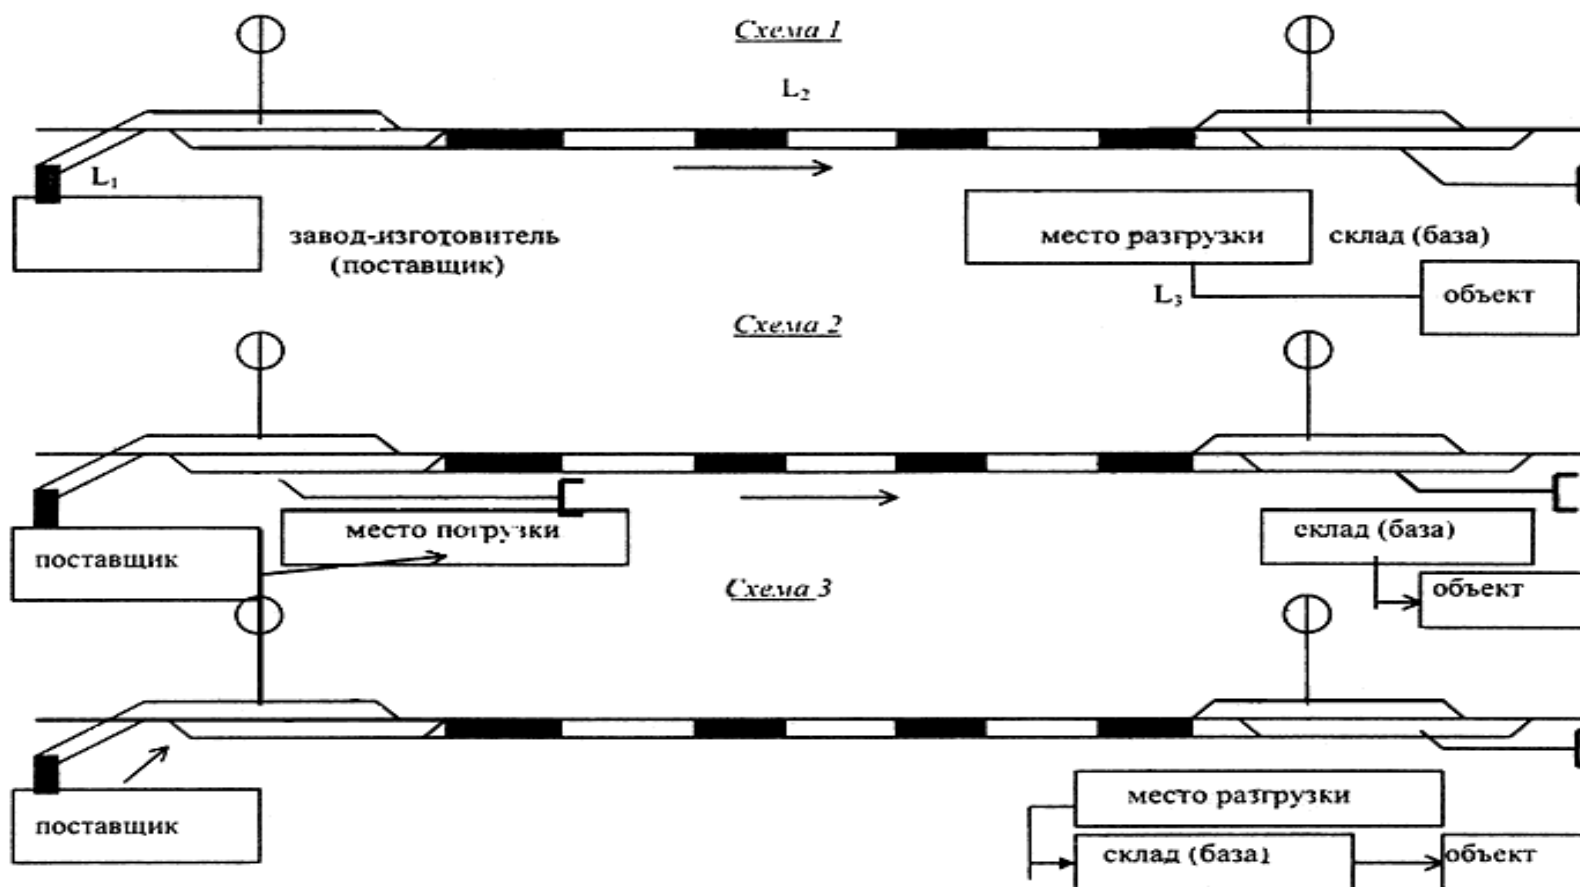 Схема 1
L₂
L₁
завод-изготовитель
(поставщик)
место разгрузки
склад (база)
L₃
объект
Схема 2
поставщик
место погрузки
склад (база)
объект
Схема 3
поставщик
место разгрузки
склад (база)
объект